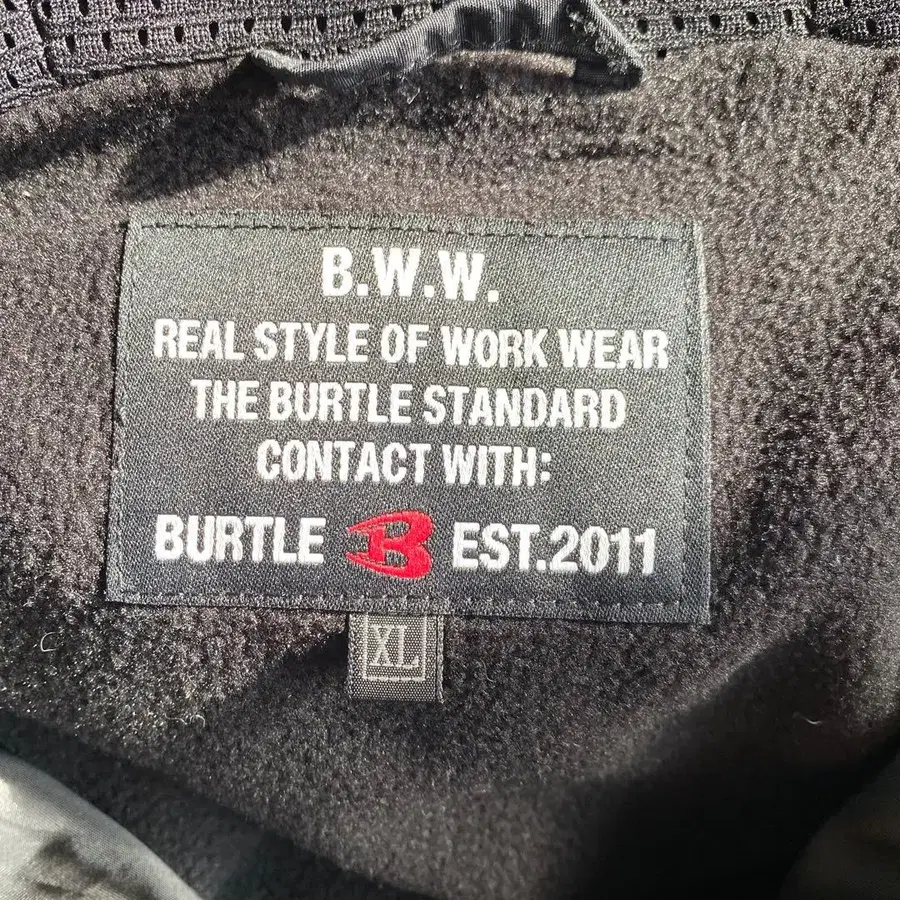 B.W.W.
REAL STYLE OF WORK WEAR
THE BURTLE STANDARD
CONTACT WITH:
BURTLE B EST.2011
XL